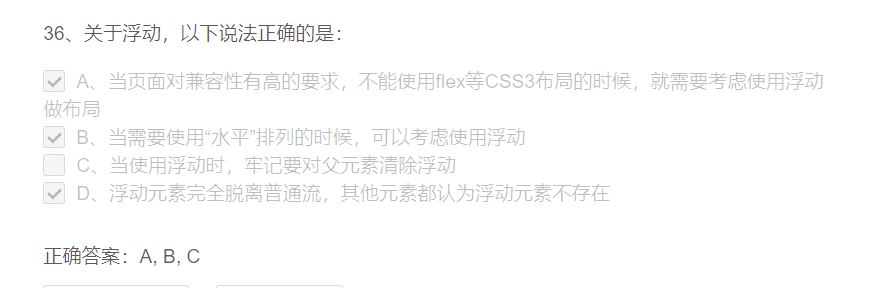 36、关于浮动，以下说法正确的是：
A、当页面对兼容性有高的要求，不能使用flex等CSS3布局的时候，就需要考虑使用浮动
做布局
B、当需要使用“水平”排列的时候，可以考虑使用浮动
C、当使用浮动时，牢记要对父元素清除浮动
D、浮动元素完全脱离普通流，其他元素都认为浮动元素不存在
正确答案：A, B, C